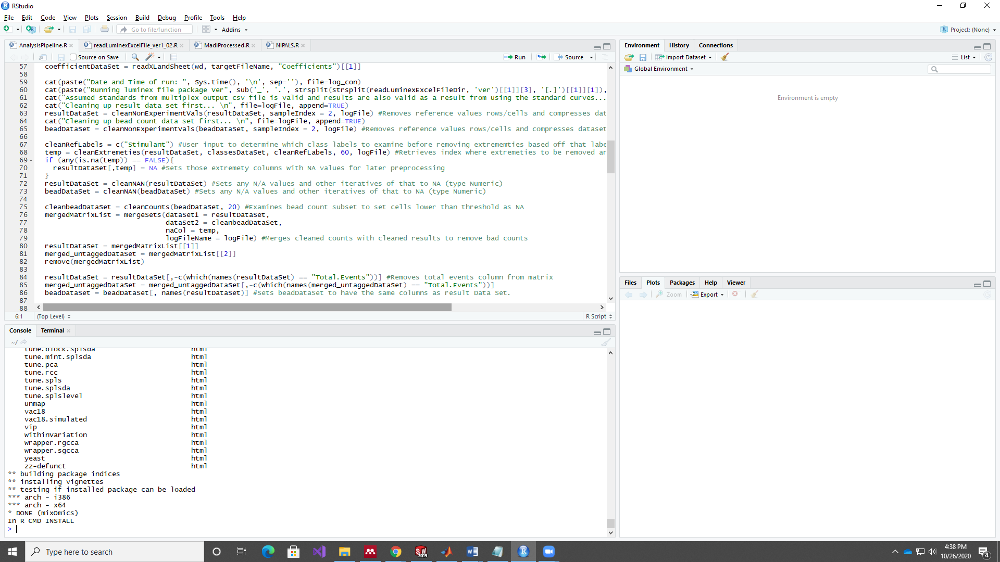 RStudio
File Edit Code View Plots Session Build Debug Profile Tools Help
Go to file/function Addins Project: (None)
AnalysisPipeline.R readLuminexExcelFile_ver1_02.R MadiProcessed.R NIPALS.R
Source on Save Run Source
57 coefficientDataSet = readXLandSheet(wd, targetFileName, "Coefficients")[[1]]
58
59 cat(paste("Date and Time of run: ", Sys.time(), '\n', sep=''), file=log_con)
60 cat(paste("Running luminex file package Ver", sub('_', '.', strsplit(strsplit(readLuminexExcelFileDir, 'ver')[[1]][3], '[.]')[[1]][1]),
61 cat("Assumed standards from multiplex output csv file is valid and results are also valid as a result from using the standard curves...
62 cat("Cleaning up result data set first... \n", file=logFile, append=TRUE)
63 resultDataSet = cleanNonExperimentVals(resultDataSet, sampleIndex = 2, logFile) #Removes reference values rows/cells and compresses dat
64 cat("Cleaning up bead count data set first... \n", file=logFile, append=TRUE)
65 beadDataSet = cleanNonExperimentVals(beadDataSet, sampleIndex = 2, logFile) #Removes reference values rows/cells and compresses dataset
66
67 cleanRefLabels = c("Stimulant") #User input to determine which class labels to examine before removing extrememties based off that labe
68 temp = cleanExtremeties(resultDataSet, classesDataSet, cleanRefLabels, 60, logFile) #Retrieves index where extremeties to be removed ar
69 if (any(is.na(temp)) == FALSE){
70 resultDataSet[,temp] = NA #Sets those extremety columns with NA values for later preprocessing
71 }
72 resultDataSet = cleanNAN(resultDataSet) #Sets any N/A values and other iteratives of that to NA (type Numeric)
73 beadDataSet = cleanNAN(beadDataSet) #Sets any N/A values and other iteratives of that to NA (type Numeric)
74
75 cleanbeadDataSet = cleanCounts(beadDataSet, 20) #Examines bead count subset to set cells lower than threshold as NA
76 mergedMatrixList = mergeSets(dataSet1 = resultDataSet,
77 dataSet2 = cleanbeadDataSet,
78 naCol = temp,
79 logFileName = logFile) #Merges cleaned counts with cleaned results to remove bad counts
80 resultDataSet = mergedMatrixList[[1]]
81 merged_untaggedDataSet = mergedMatrixList[[2]]
82 remove(mergedMatrixList)
83
84 resultDataSet = resultDataSet[,-c(which(names(resultDataSet) == "Total.Events"))] #Removes total events column from matrix
85 merged_untaggedDataSet = merged_untaggedDataSet[,-c(which(names(merged_untaggedDataSet) == "Total.Events"))]
86 beadDataSet = beadDataSet[, names(resultDataSet)] #Sets beadDataSet to have the same columns as result Data Set.
87
88
6:1 (Top Level) R Script
Console Terminal
~/
tune.block.splsda html
tune.mint.splsda html
tune.pca html
tune.rcc html
tune.spls html
tune.splsda html
tune.splslevel html
unmap html
vac18 html
vac18.simulated html
vip html
withinVariation html
wrapper.rgcca html
wrapper.sgcca html
yeast html
zz-defunct html
** building package indices
** installing vignettes
** testing if installed package can be loaded
*** arch - i386
*** arch - x64
* DONE (mixOmics)
In R CMD INSTALL
>
Environment History Connections
Import Dataset List
Global Environment
Environment is empty
Files Plots Packages Help Viewer
Zoom Export
Type here to search
SW 2019
4:38 PM
10/26/2020
4